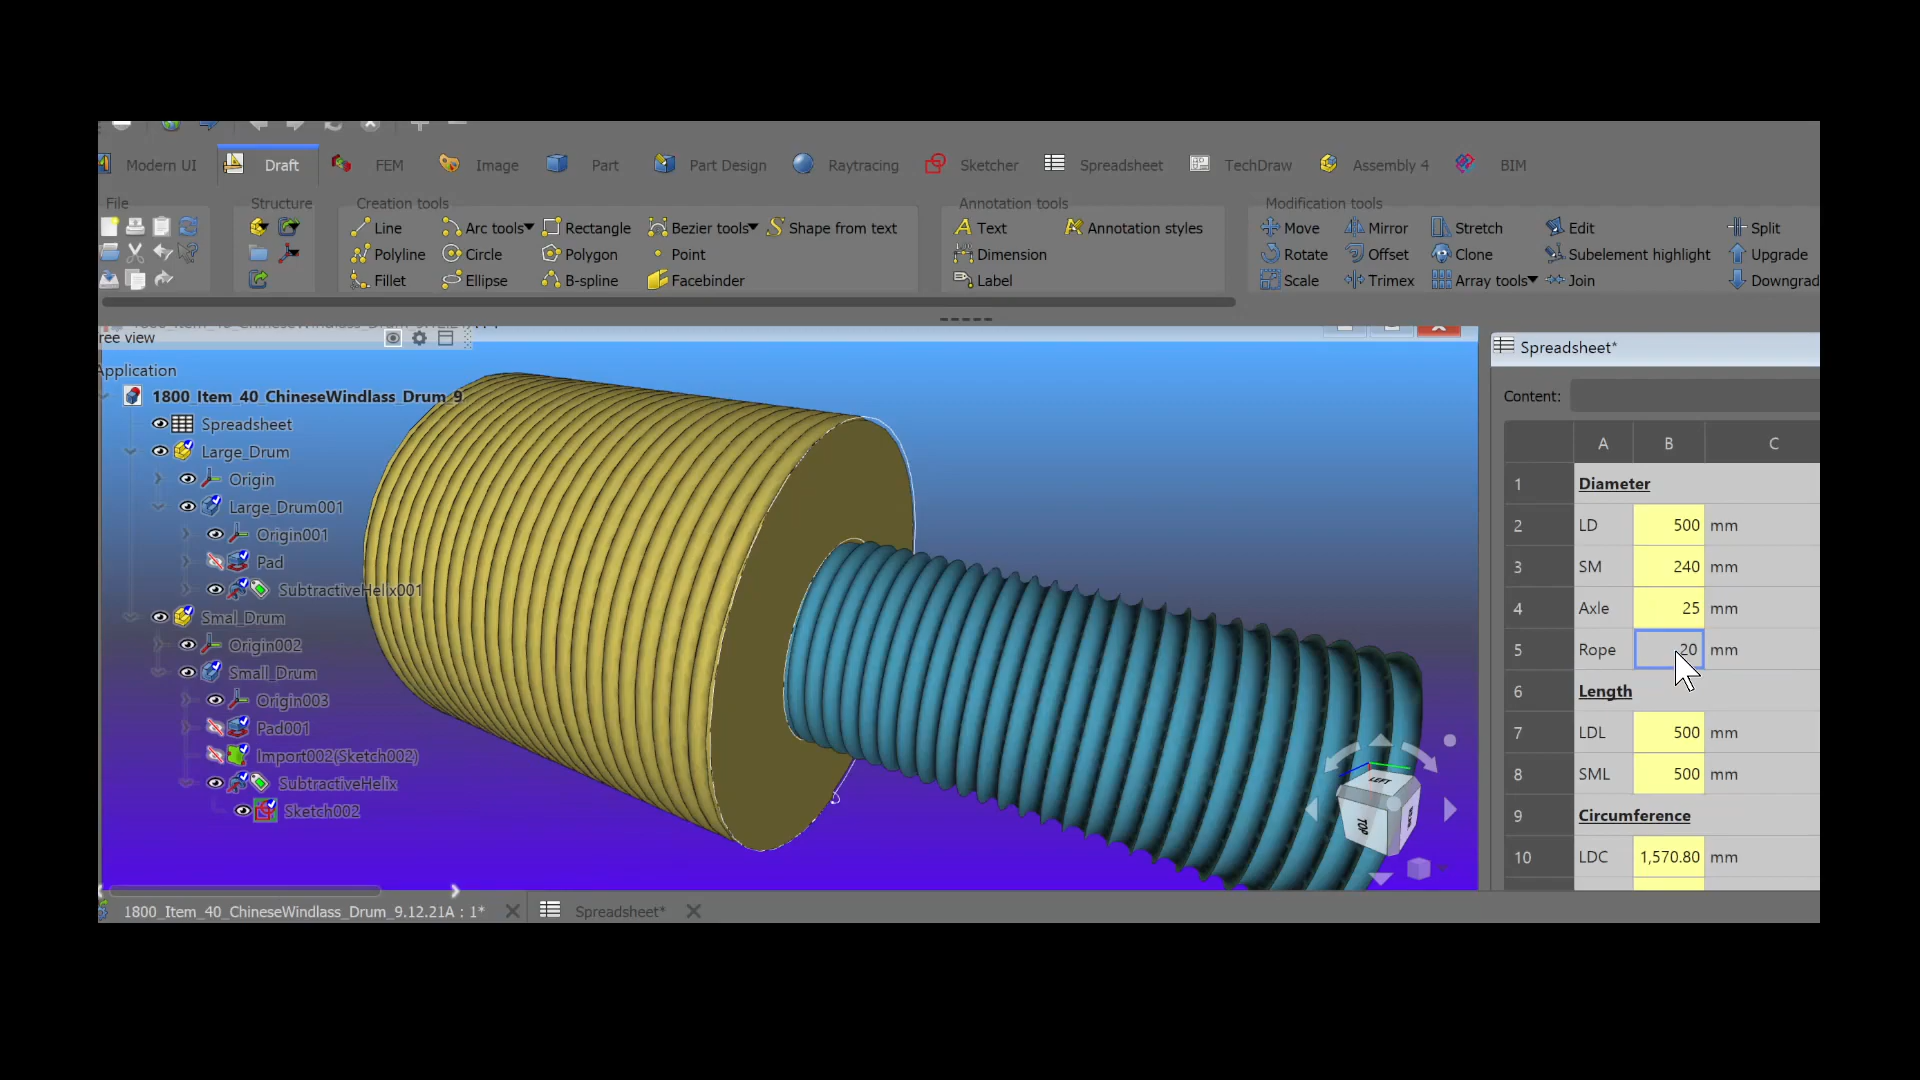 Modern UI Draft FEM Image Part Part Design Raytracing Sketcher Spreadsheet TechDraw Assembly 4 BIM
File Structure Creation tools Annotation tools Modification tools
Line Arc tools Rectangle Bezier tools Shape from text Text Annotation styles Move Mirror Stretch Edit Split
Polyline Circle Polygon Point Dimension Rotate Offset Clone Subelement highlight Upgrade
Fillet Ellipse B-spline Facebinder Label Scale Trimex Array tools Join Downgrad
ree view
Application
1800_Item_40_ChineseWindlass_Drum_9
Spreadsheet
Large_Drum
Origin
Large_Drum001
Origin001
Pad
SubtractiveHelix001
Smal_Drum
Origin002
Small_Drum
Origin003
Pad001
Import002(Sketch002)
SubtractiveHelix
Sketch002
LEFT
TOP
Spreadsheet*
Content:
A B C
1 Diameter
2 LD 500 mm
3 SM 240 mm
4 Axle 25 mm
5 Rope 20 mm
6 Length
7 LDL 500 mm
8 SML 500 mm
9 Circumference
10 LDC 1,570.80 mm
1800_Item_40_ChineseWindlass_Drum_9.12.21A : 1* Spreadsheet*